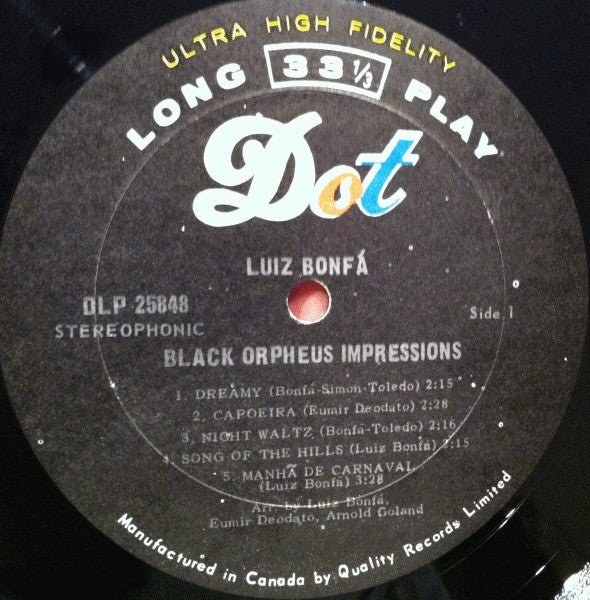 ULTRA HIGH FIDELITY
LONG 33 1/3 PLAY
Dot
LUIZ BONFÁ
DLP 25848
STEREOPHONIC
Side 1
BLACK ORPHEUS IMPRESSIONS
1. DREAMY (Bonfá-Simon-Toledo) 2:15
2. CAPOEIRA (Eumir Deodato) 2:28
3. NIGHT WALTZ (Bonfá-Toledo) 2:16
4. SONG OF THE HILLS (Luiz Bonfá) 2:15
5. MANHÃ DE CARNAVAL
(Luiz Bonfá) 3:28
Arr. by Luiz Bonfá,
Eumir Deodato, Arnold Goland
Manufactured in Canada by Quality Records Limited